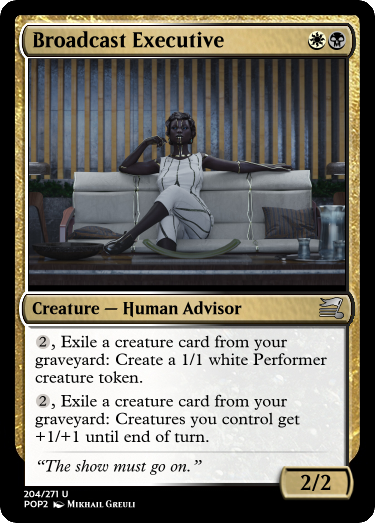 Broadcast Executive
Creature — Human Advisor
2, Exile a creature card from your
graveyard: Create a 1/1 white Performer
creature token.
2, Exile a creature card from your
graveyard: Creatures you control get
+1/+1 until end of turn.
“The show must go on.”
2/2
204/271 U
POP2 Mikhail Greuli